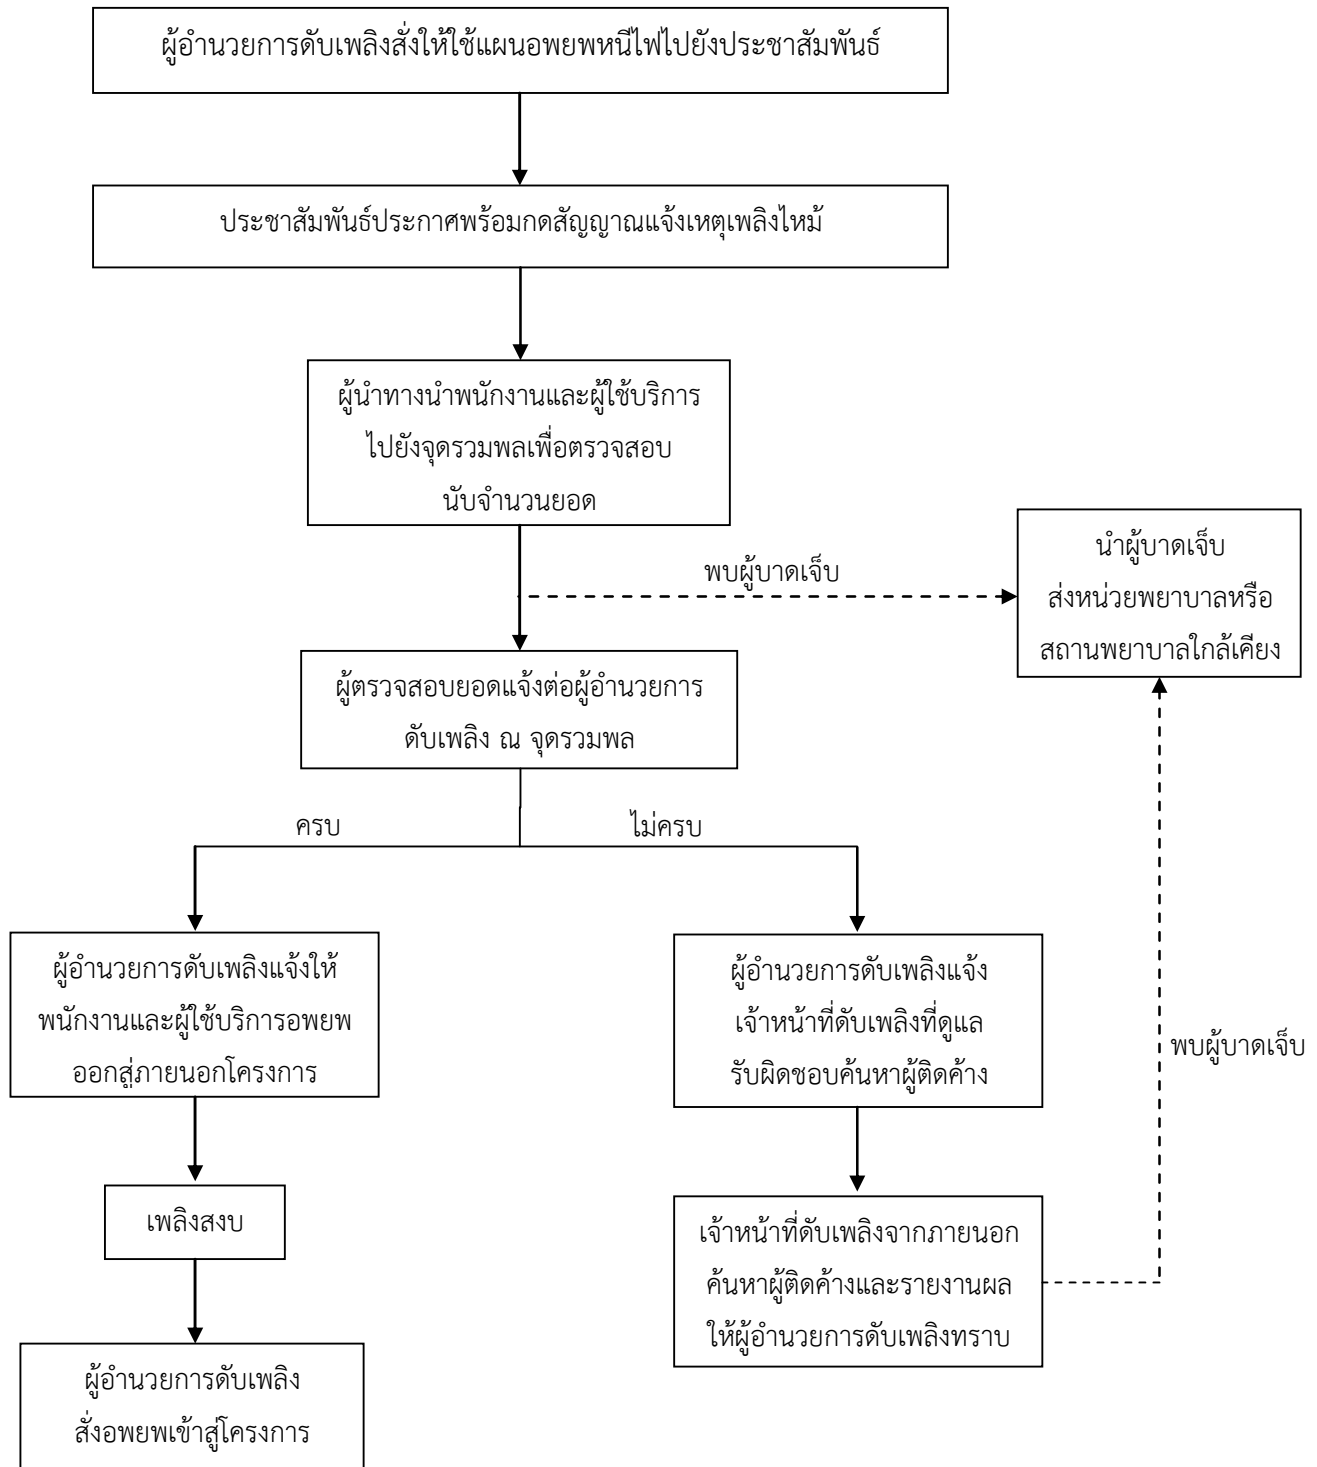 ผู้อำนวยการดับเพลิงสั่งให้ใช้แผนอพยพหนีไฟไปยังประชาสัมพันธ์
ประชาสัมพันธ์ประกาศพร้อมกดสัญญาณแจ้งเหตุเพลิงไหม้
ผู้นำทางนำพนักงานและผู้ใช้บริการ
ไปยังจุดรวมพลเพื่อตรวจสอบ
นับจำนวนยอด
พบผู้บาดเจ็บ
นำผู้บาดเจ็บ
ส่งหน่วยพยาบาลหรือ
สถานพยาบาลใกล้เคียง
ผู้ตรวจสอบยอดแจ้งต่อผู้อำนวยการ
ดับเพลิง ณ จุดรวมพล
ครบ
ไม่ครบ
ผู้อำนวยการดับเพลิงแจ้งให้
พนักงานและผู้ใช้บริการอพยพ
ออกสู่ภายนอกโครงการ
ผู้อำนวยการดับเพลิงแจ้ง
เจ้าหน้าที่ดับเพลิงที่ดูแล
รับผิดชอบค้นหาผู้ติดค้าง
พบผู้บาดเจ็บ
เพลิงสงบ
เจ้าหน้าที่ดับเพลิงจากภายนอก
ค้นหาผู้ติดค้างและรายงานผล
ให้ผู้อำนวยการดับเพลิงทราบ
ผู้อำนวยการดับเพลิง
สั่งอพยพเข้าสู่โครงการ